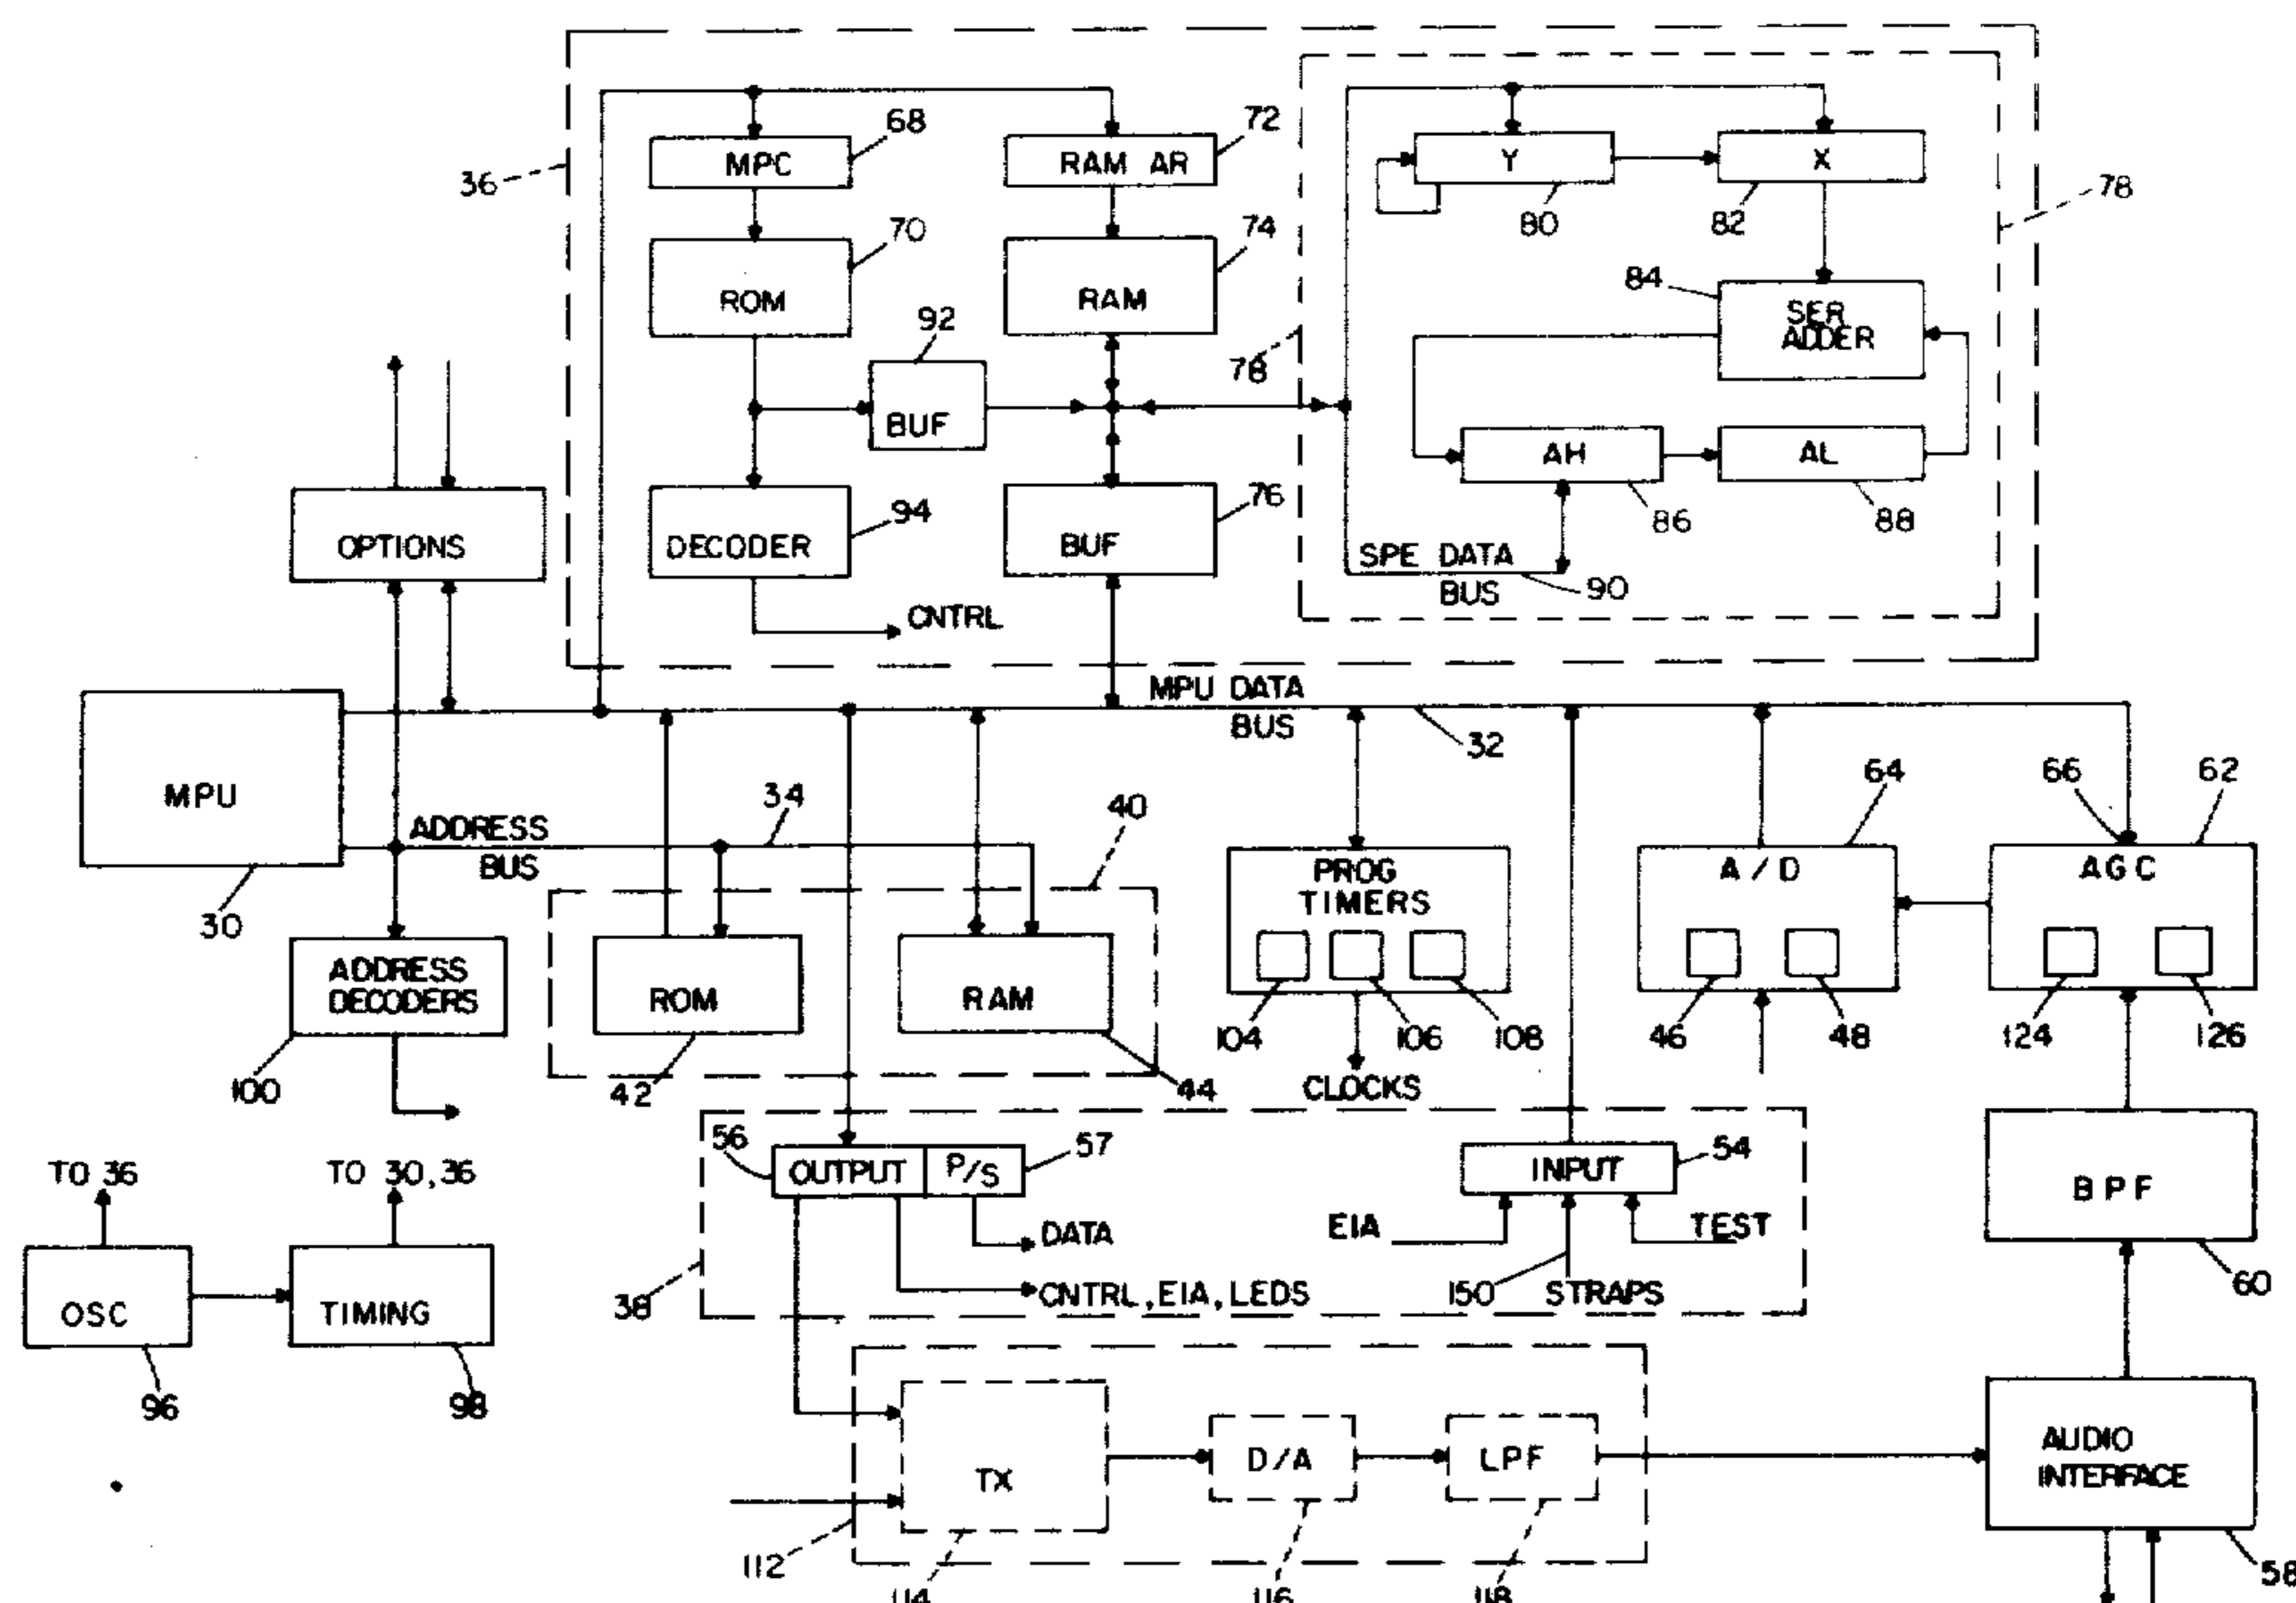 68
MPC
72
RAM AR
Y
X
36
78
80
82
70
ROM
74
RAM
84
SER
ADDER
92
BUF
78
AH
AL
86
88
OPTIONS
94
DECODER
76
BUF
SPE DATA
BUS
90
CNTRL
MPU DATA
BUS
32
MPU
30
ADDRESS
BUS
34
40
64
66
62
PROG
TIMERS
A/D
AGC
ADDRESS
DECODERS
ROM
RAM
104
106
108
46
48
124
126
100
42
44
CLOCKS
56
OUTPUT
P/S
57
INPUT
54
BPF
60
TO 36
TO 30,36
DATA
EIA
TEST
CNTRL, EIA, LEDS
150
STRAPS
38
OSC
TIMING
96
98
TX
D/A
LPF
AUDIO
INTERFACE
112
114
116
118
58